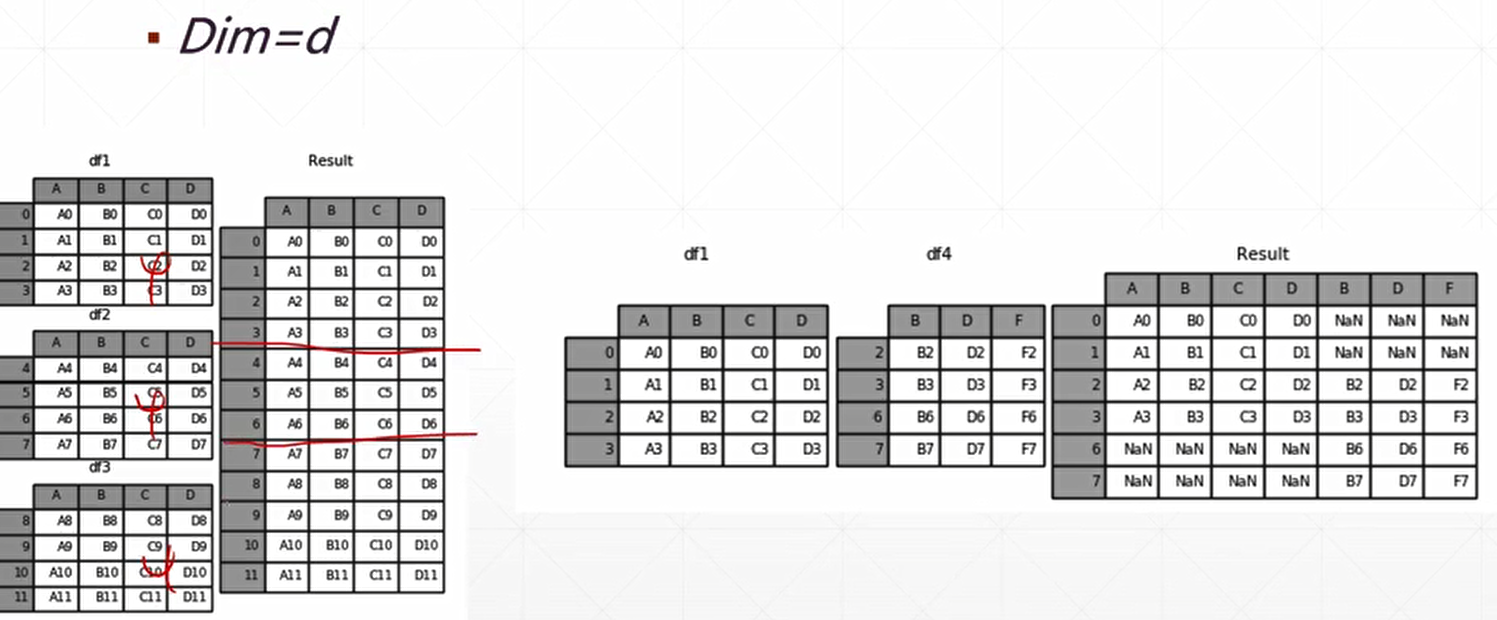 ▪ Dim=d
df1
A B C D
0 A0 B0 C0 D0
1 A1 B1 C1 D1
2 A2 B2 C2 D2
3 A3 B3 C3 D3
df2
A B C D
4 A4 B4 C4 D4
5 A5 B5 C5 D5
6 A6 B6 C6 D6
7 A7 B7 C7 D7
df3
A B C D
8 A8 B8 C8 D8
9 A9 B9 C9 D9
10 A10 B10 C10 D10
11 A11 B11 C11 D11
Result
A B C D
0 A0 B0 C0 D0
1 A1 B1 C1 D1
2 A2 B2 C2 D2
3 A3 B3 C3 D3
4 A4 B4 C4 D4
5 A5 B5 C5 D5
6 A6 B6 C6 D6
7 A7 B7 C7 D7
8 A8 B8 C8 D8
9 A9 B9 C9 D9
10 A10 B10 C10 D10
11 A11 B11 C11 D11
df1
A B C D
0 A0 B0 C0 D0
1 A1 B1 C1 D1
2 A2 B2 C2 D2
3 A3 B3 C3 D3
df4
B D F
2 B2 D2 F2
3 B3 D3 F3
6 B6 D6 F6
7 B7 D7 F7
Result
A B C D B D F
0 A0 B0 C0 D0 NaN NaN NaN
1 A1 B1 C1 D1 NaN NaN NaN
2 A2 B2 C2 D2 B2 D2 F2
3 A3 B3 C3 D3 B3 D3 F3
6 NaN NaN NaN NaN B6 D6 F6
7 NaN NaN NaN NaN B7 D7 F7